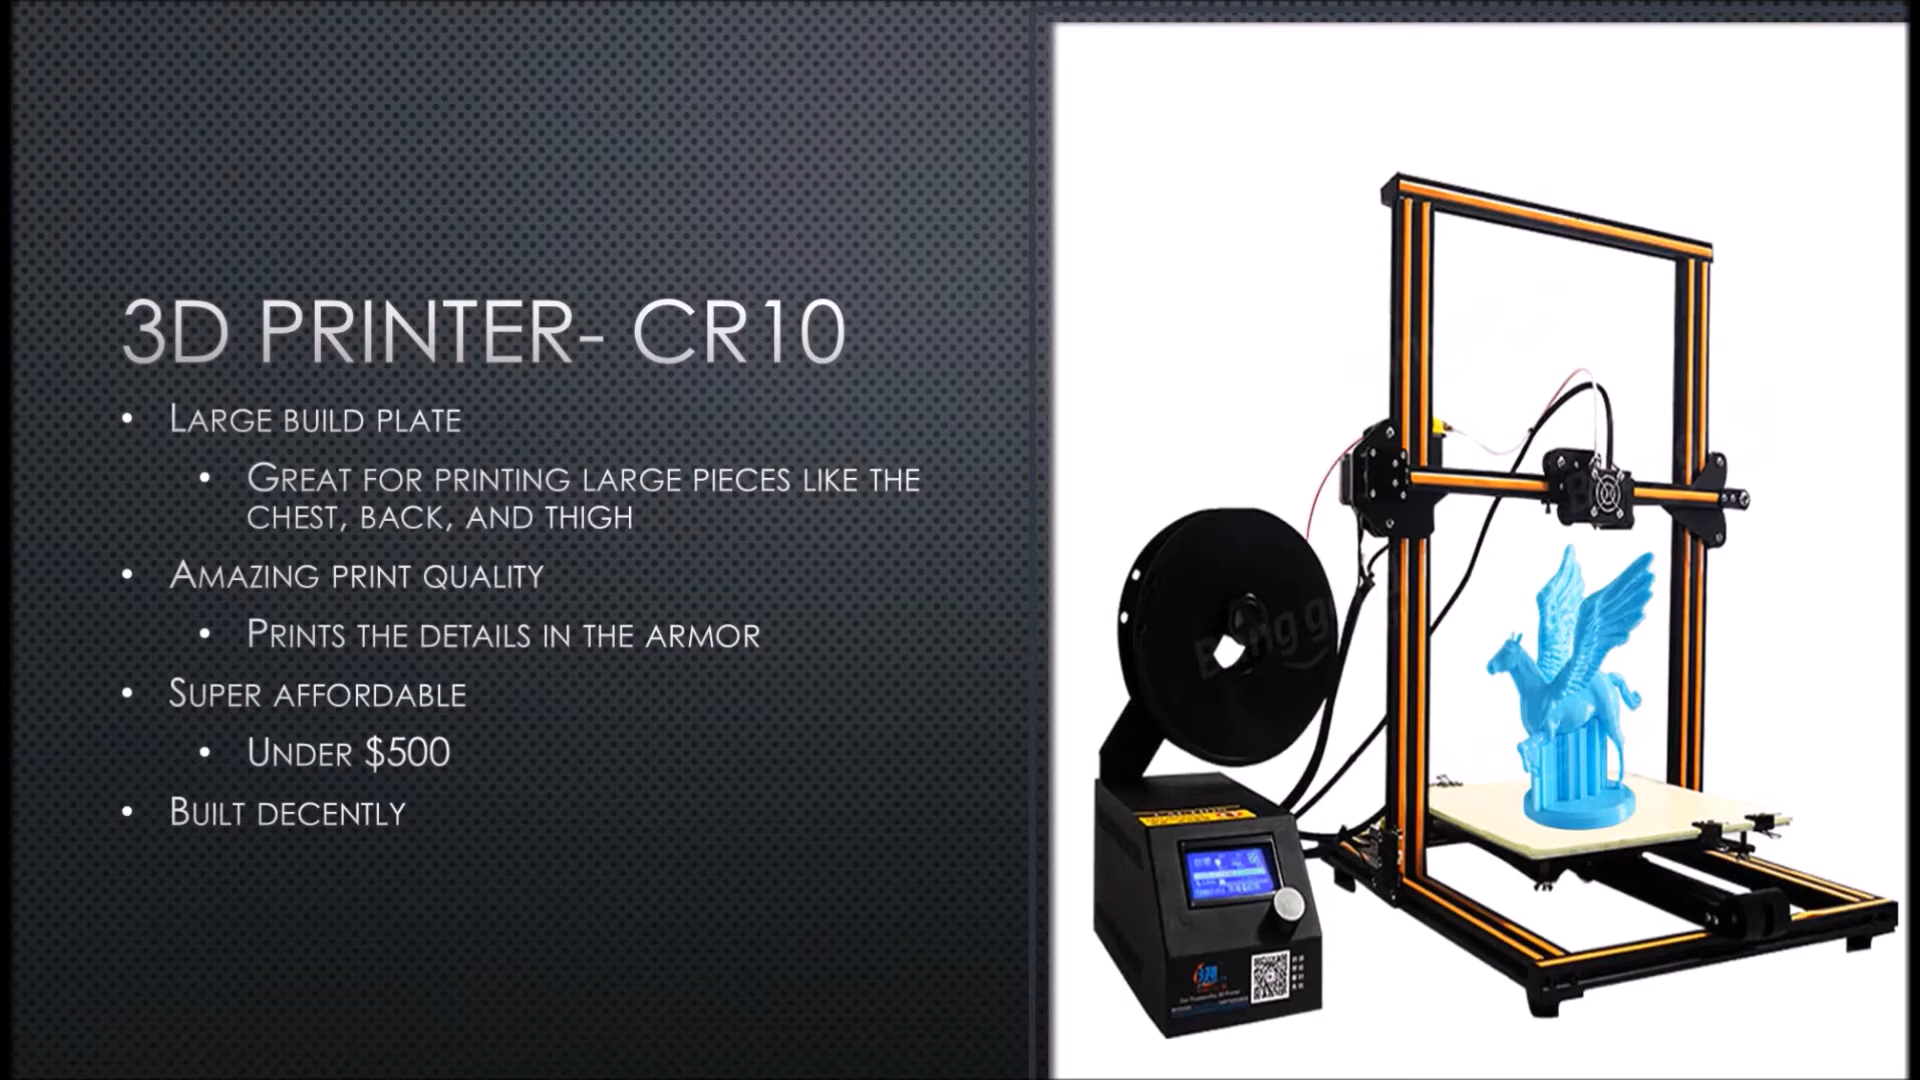 3D PRINTER- CR10
• LARGE BUILD PLATE
• GREAT FOR PRINTING LARGE PIECES LIKE THE
CHEST, BACK, AND THIGH
• AMAZING PRINT QUALITY
• PRINTS THE DETAILS IN THE ARMOR
• SUPER AFFORDABLE
• UNDER $500
• BUILT DECENTLY